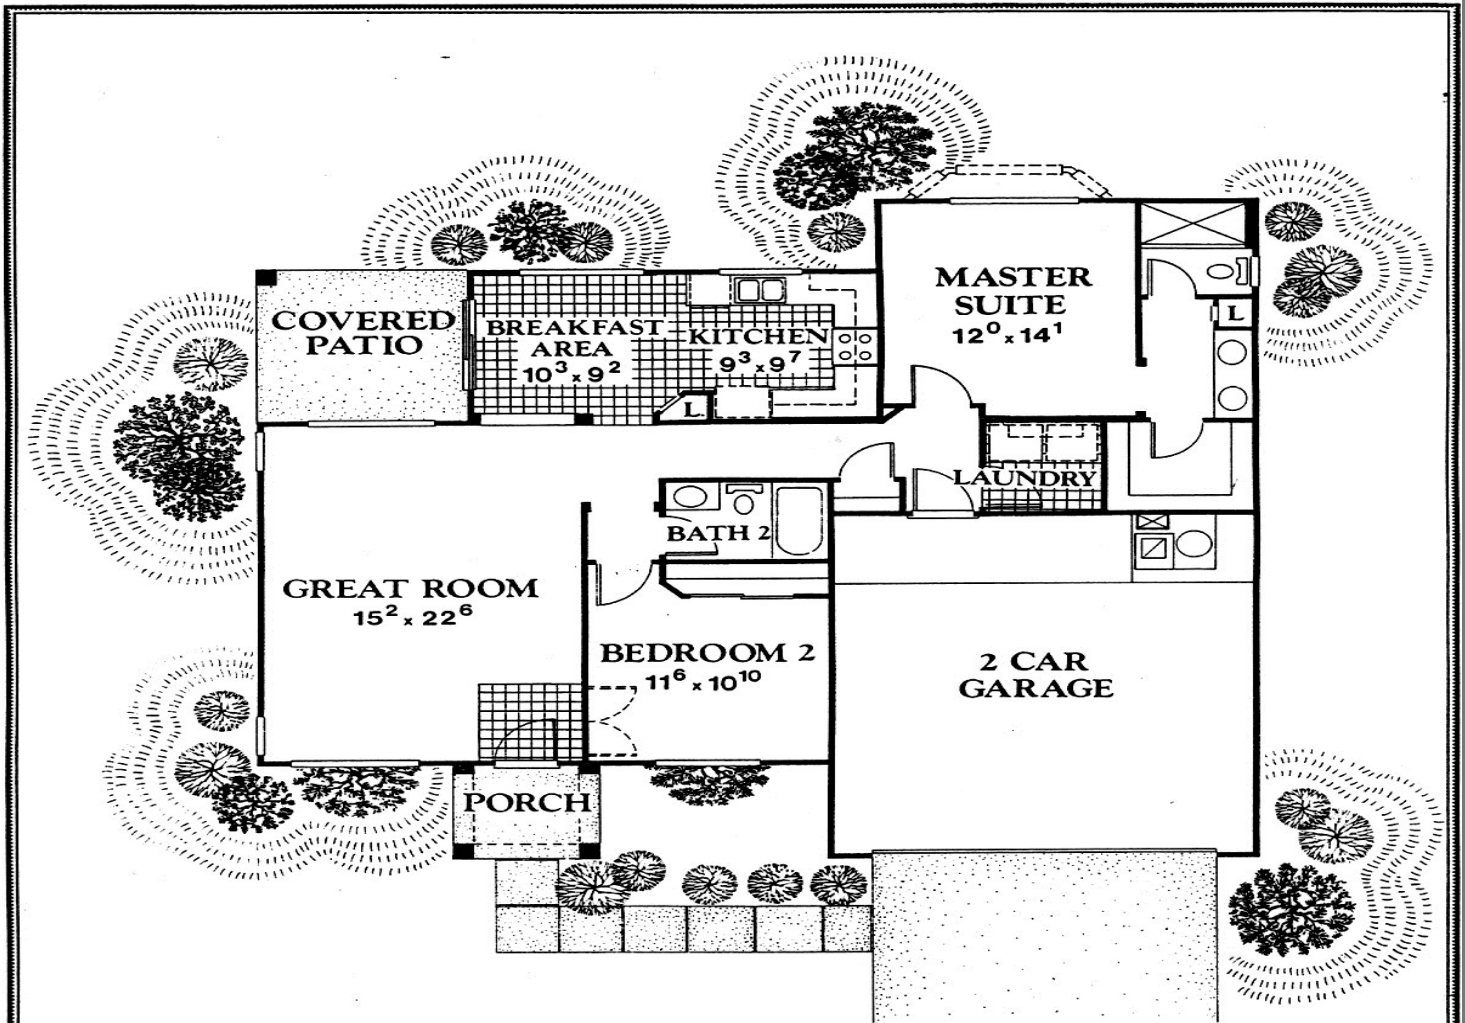 MASTER
SUITE
12⁰ x 14¹
L
COVERED
PATIO
BREAKFAST
AREA
10³ x 9²
KITCHEN
9³ x 9⁷
L
LAUNDRY
BATH 2
GREAT ROOM
15² x 22⁶
BEDROOM 2
11⁶ x 10¹⁰
2 CAR
GARAGE
PORCH